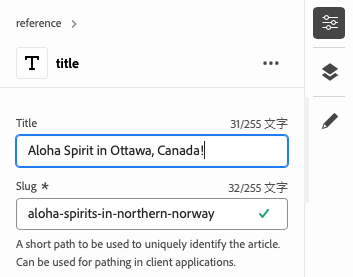 reference
T title
Title 31/255 文字
Aloha Spirit in Ottawa, Canada!
Slug * 32/255 文字
aloha-spirits-in-northern-norway
A short path to be used to uniquely identify the article.
Can be used for pathing in client applications.